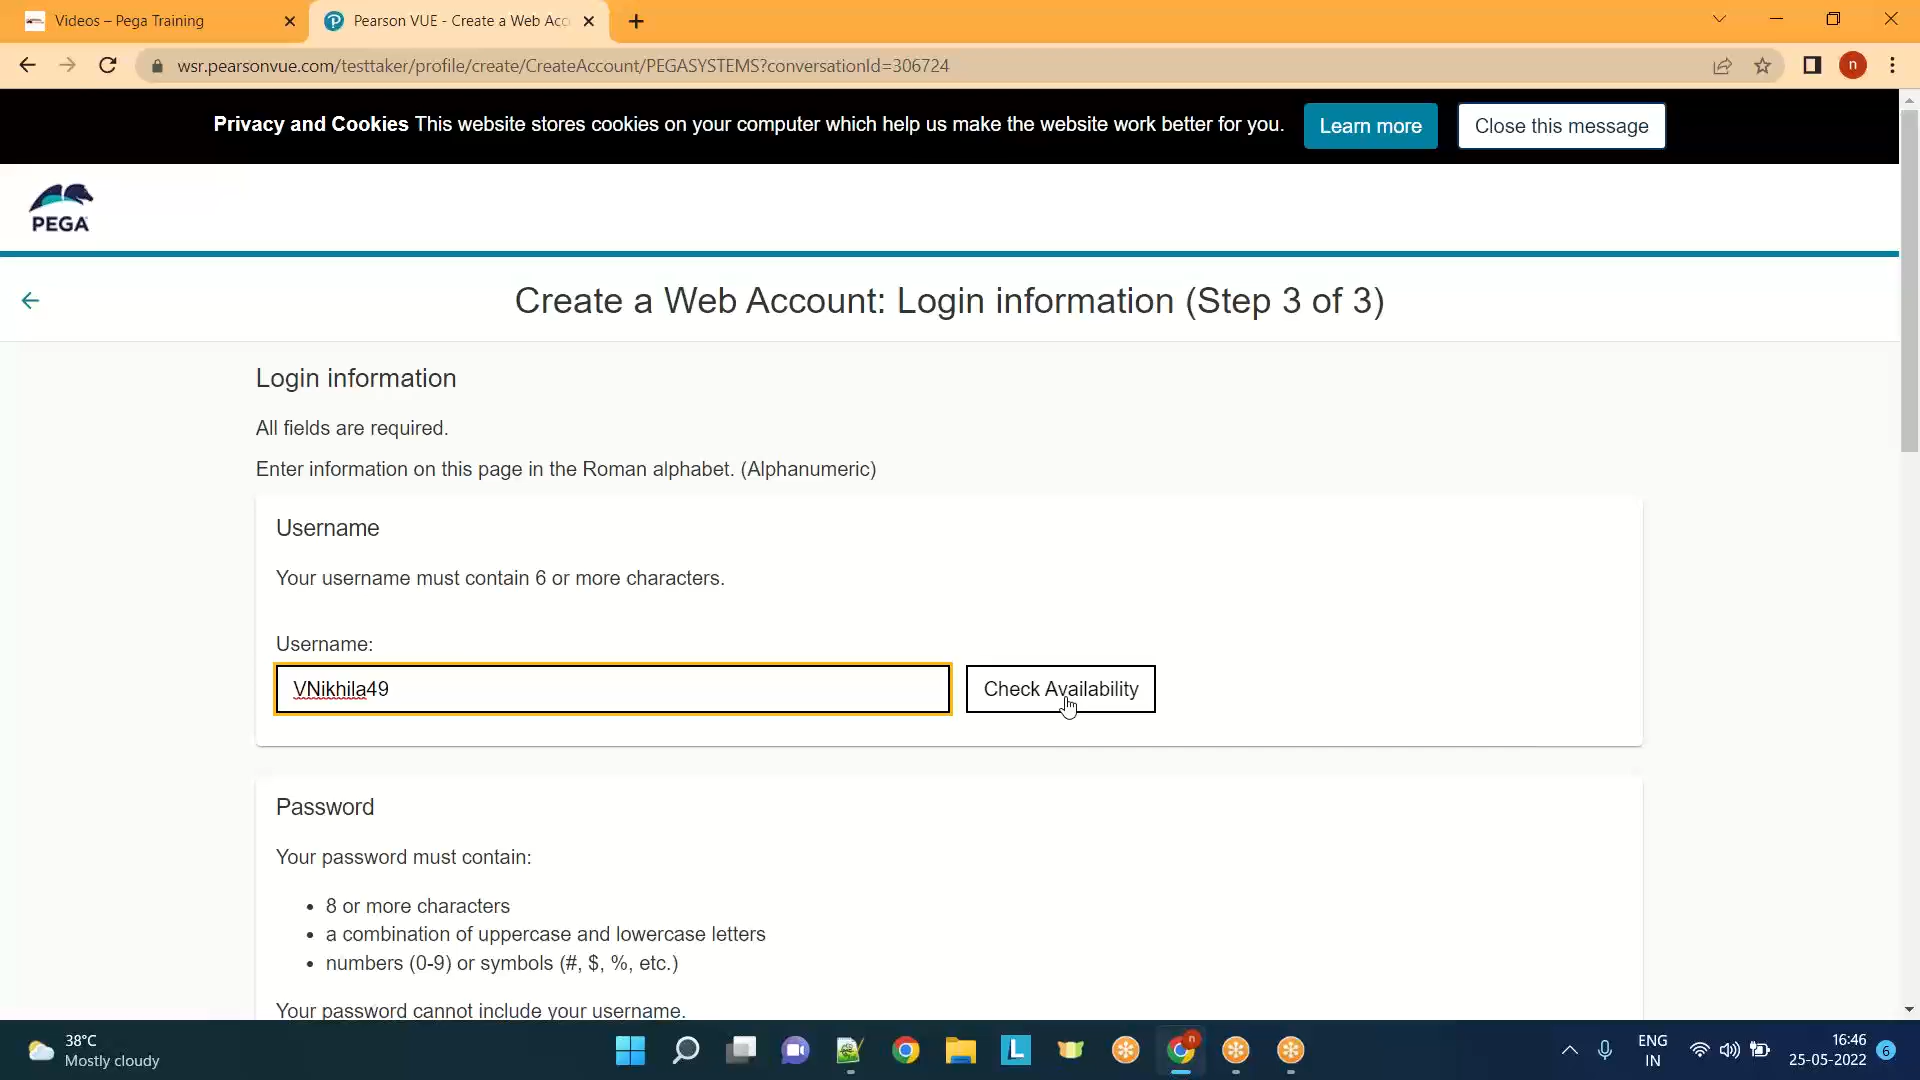 Videos – Pega Training
Pearson VUE - Create a Web Acc
wsr.pearsonvue.com/testtaker/profile/create/CreateAccount/PEGASYSTEMS?conversationId=306724
n
Privacy and Cookies This website stores cookies on your computer which help us make the website work better for you.
Learn more
Close this message
PEGA
Create a Web Account: Login information (Step 3 of 3)
Login information
All fields are required.
Enter information on this page in the Roman alphabet. (Alphanumeric)
Username
Your username must contain 6 or more characters.
Username:
VNikhila49
Check Availability
Password
Your password must contain:
• 8 or more characters
• a combination of uppercase and lowercase letters
• numbers (0-9) or symbols (#, $, %, etc.)
Your password cannot include your username.
38°C
Mostly cloudy
L
n
ENG
IN
16:46
25-05-2022
6